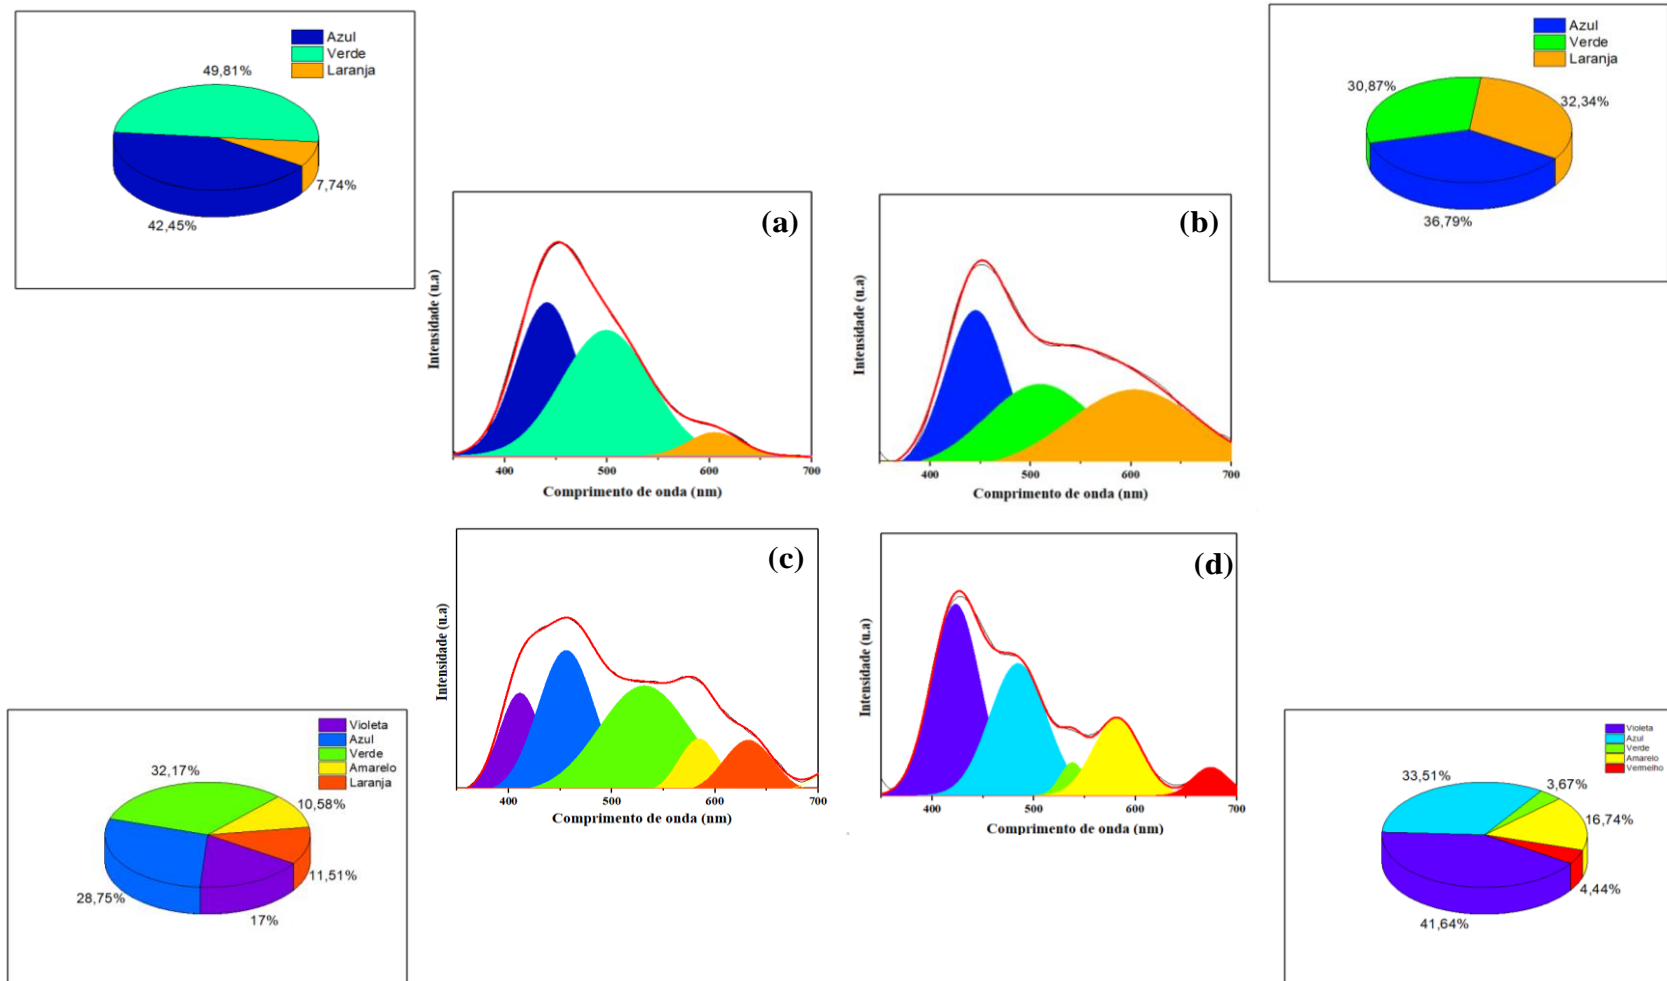 Azul
Verde
Laranja
49,81%
7,74%
42,45%
Azul
Verde
Laranja
30,87%
32,34%
36,79%
(a)
Intensidade (u.a)
400 500 600 700
Comprimento de onda (nm)
(b)
Intensidade (u.a)
400 500 600 700
Comprimento de onda (nm)
(c)
Intensidade (u.a)
400 500 600 700
Comprimento de onda (nm)
(d)
Intensidade (u.a)
400 500 600 700
Comprimento de onda (nm)
Violeta
Azul
Verde
Amarelo
Laranja
32,17%
10,58%
11,51%
28,75%
17%
Violeta
Azul
Verde
Amarelo
Vermelho
33,51%
3,67%
16,74%
4,44%
41,64%